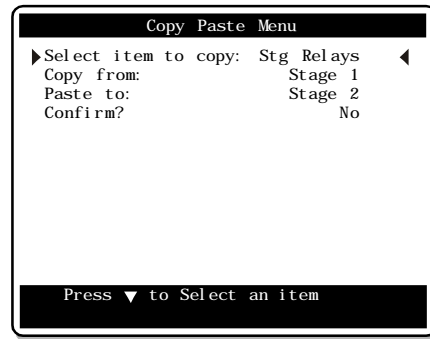 Copy Paste Menu
Select item to copy: Stg Relays
Copy from: Stage 1
Paste to: Stage 2
Confirm? No
Press ▼ to Select an item